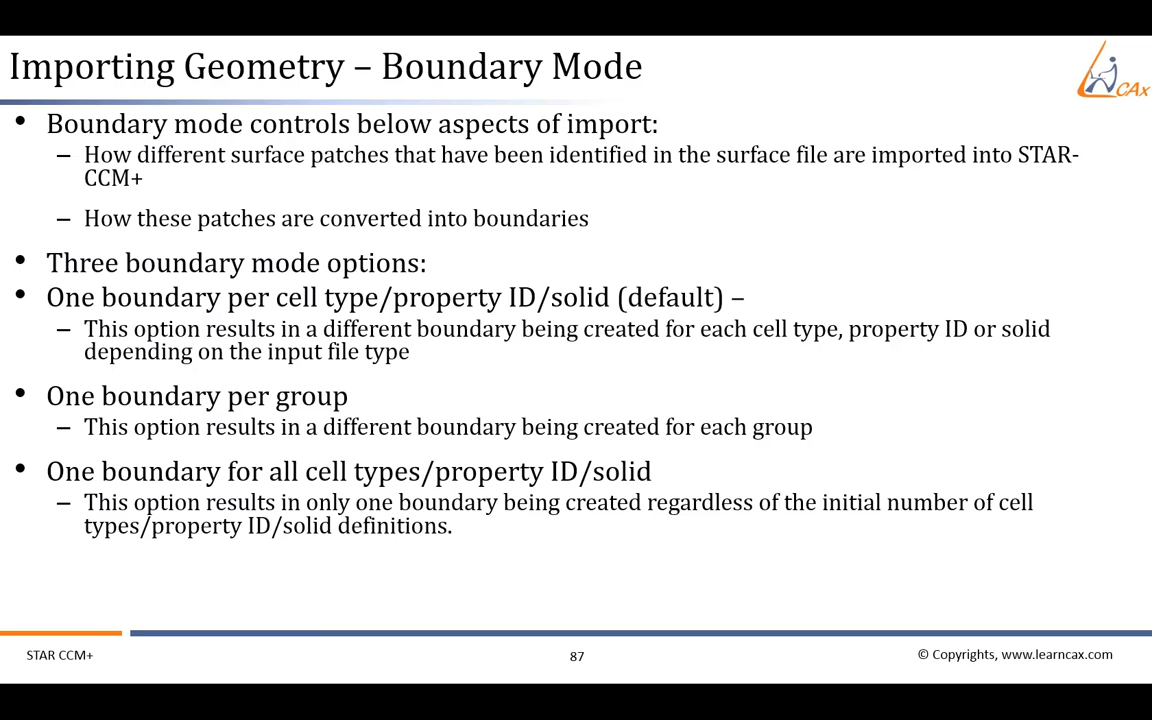 Importing Geometry – Boundary Mode
CAx
• Boundary mode controls below aspects of import:
– How different surface patches that have been identified in the surface file are imported into STAR-
CCM+
– How these patches are converted into boundaries
• Three boundary mode options:
• One boundary per cell type/property ID/solid (default) –
– This option results in a different boundary being created for each cell type, property ID or solid
depending on the input file type
• One boundary per group
– This option results in a different boundary being created for each group
• One boundary for all cell types/property ID/solid
– This option results in only one boundary being created regardless of the initial number of cell
types/property ID/solid definitions.
STAR CCM+
87
© Copyrights, www.learncax.com